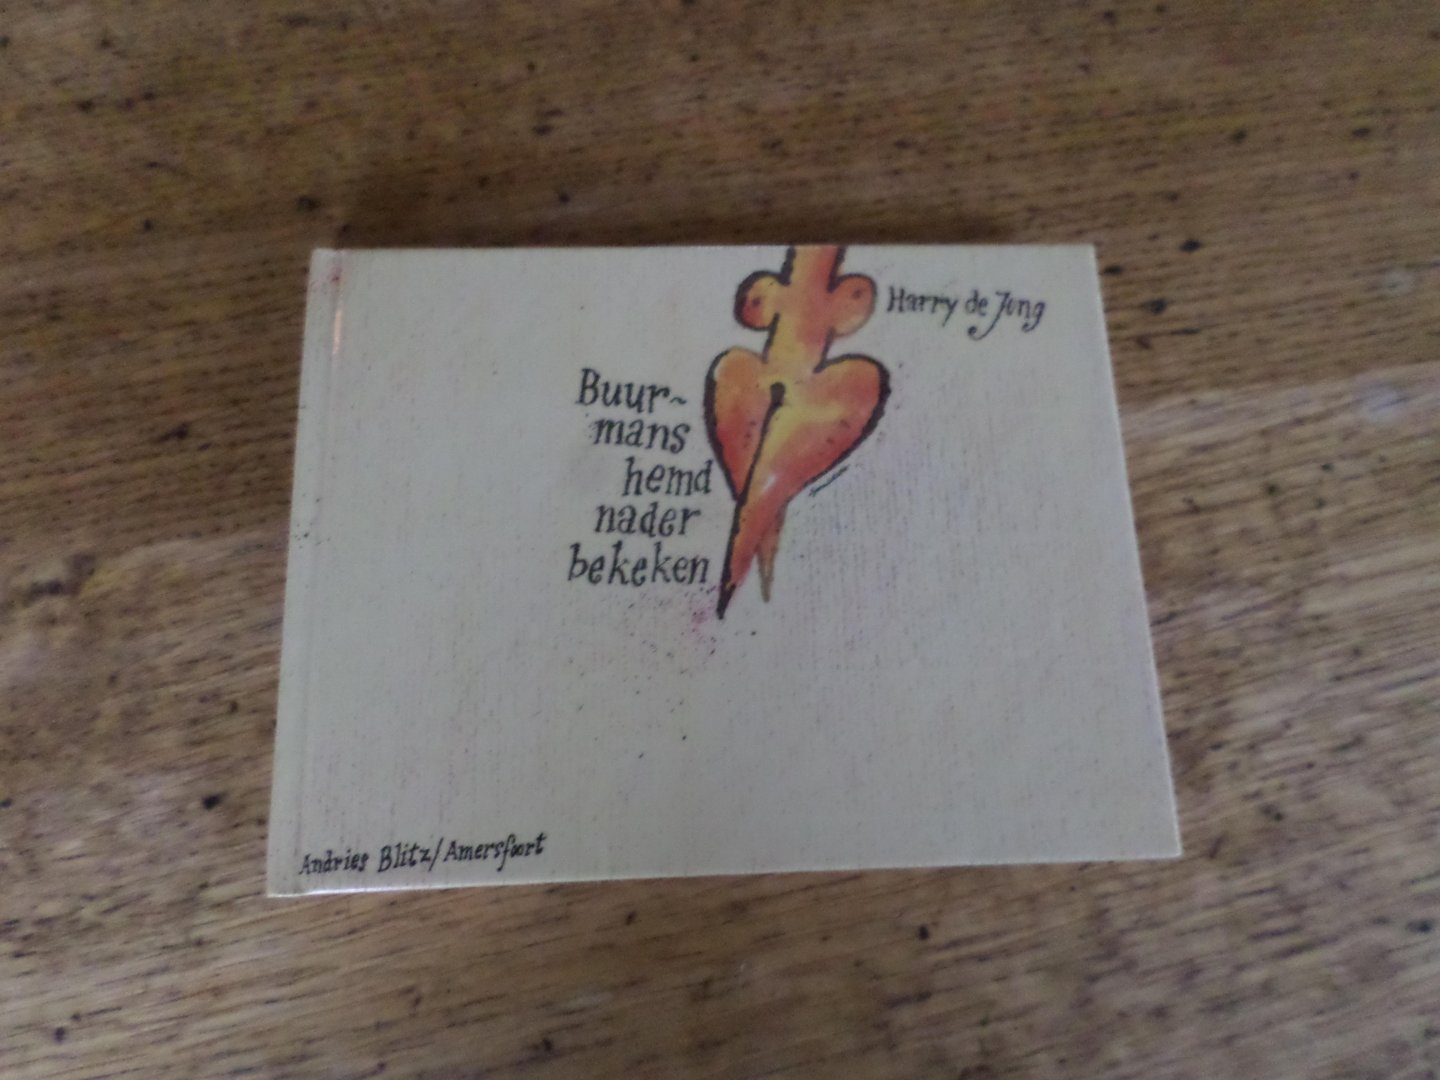 Harry de Jong
Buur~
mans
hemd
nader
bekeken
Andries Blitz/Amersfoort